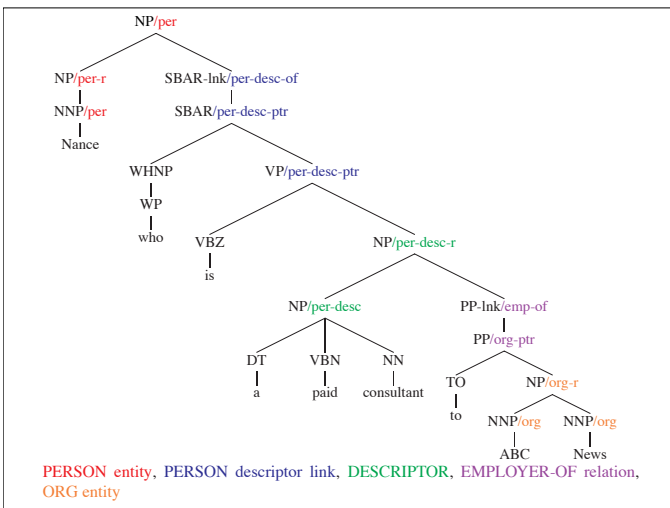 NP/per
NP/per-r SBAR-lnk/per-desc-of
NNP/per SBAR/per-desc-ptr
Nance
WHNP VP/per-desc-ptr
WP
who VBZ NP/per-desc-r
is
NP/per-desc PP-lnk/emp-of
PP/org-ptr
DT VBN NN TO NP/org-r
a paid consultant to
NNP/org NNP/org
ABC News
PERSON entity, PERSON descriptor link, DESCRIPTOR, EMPLOYER-OF relation,
ORG entity